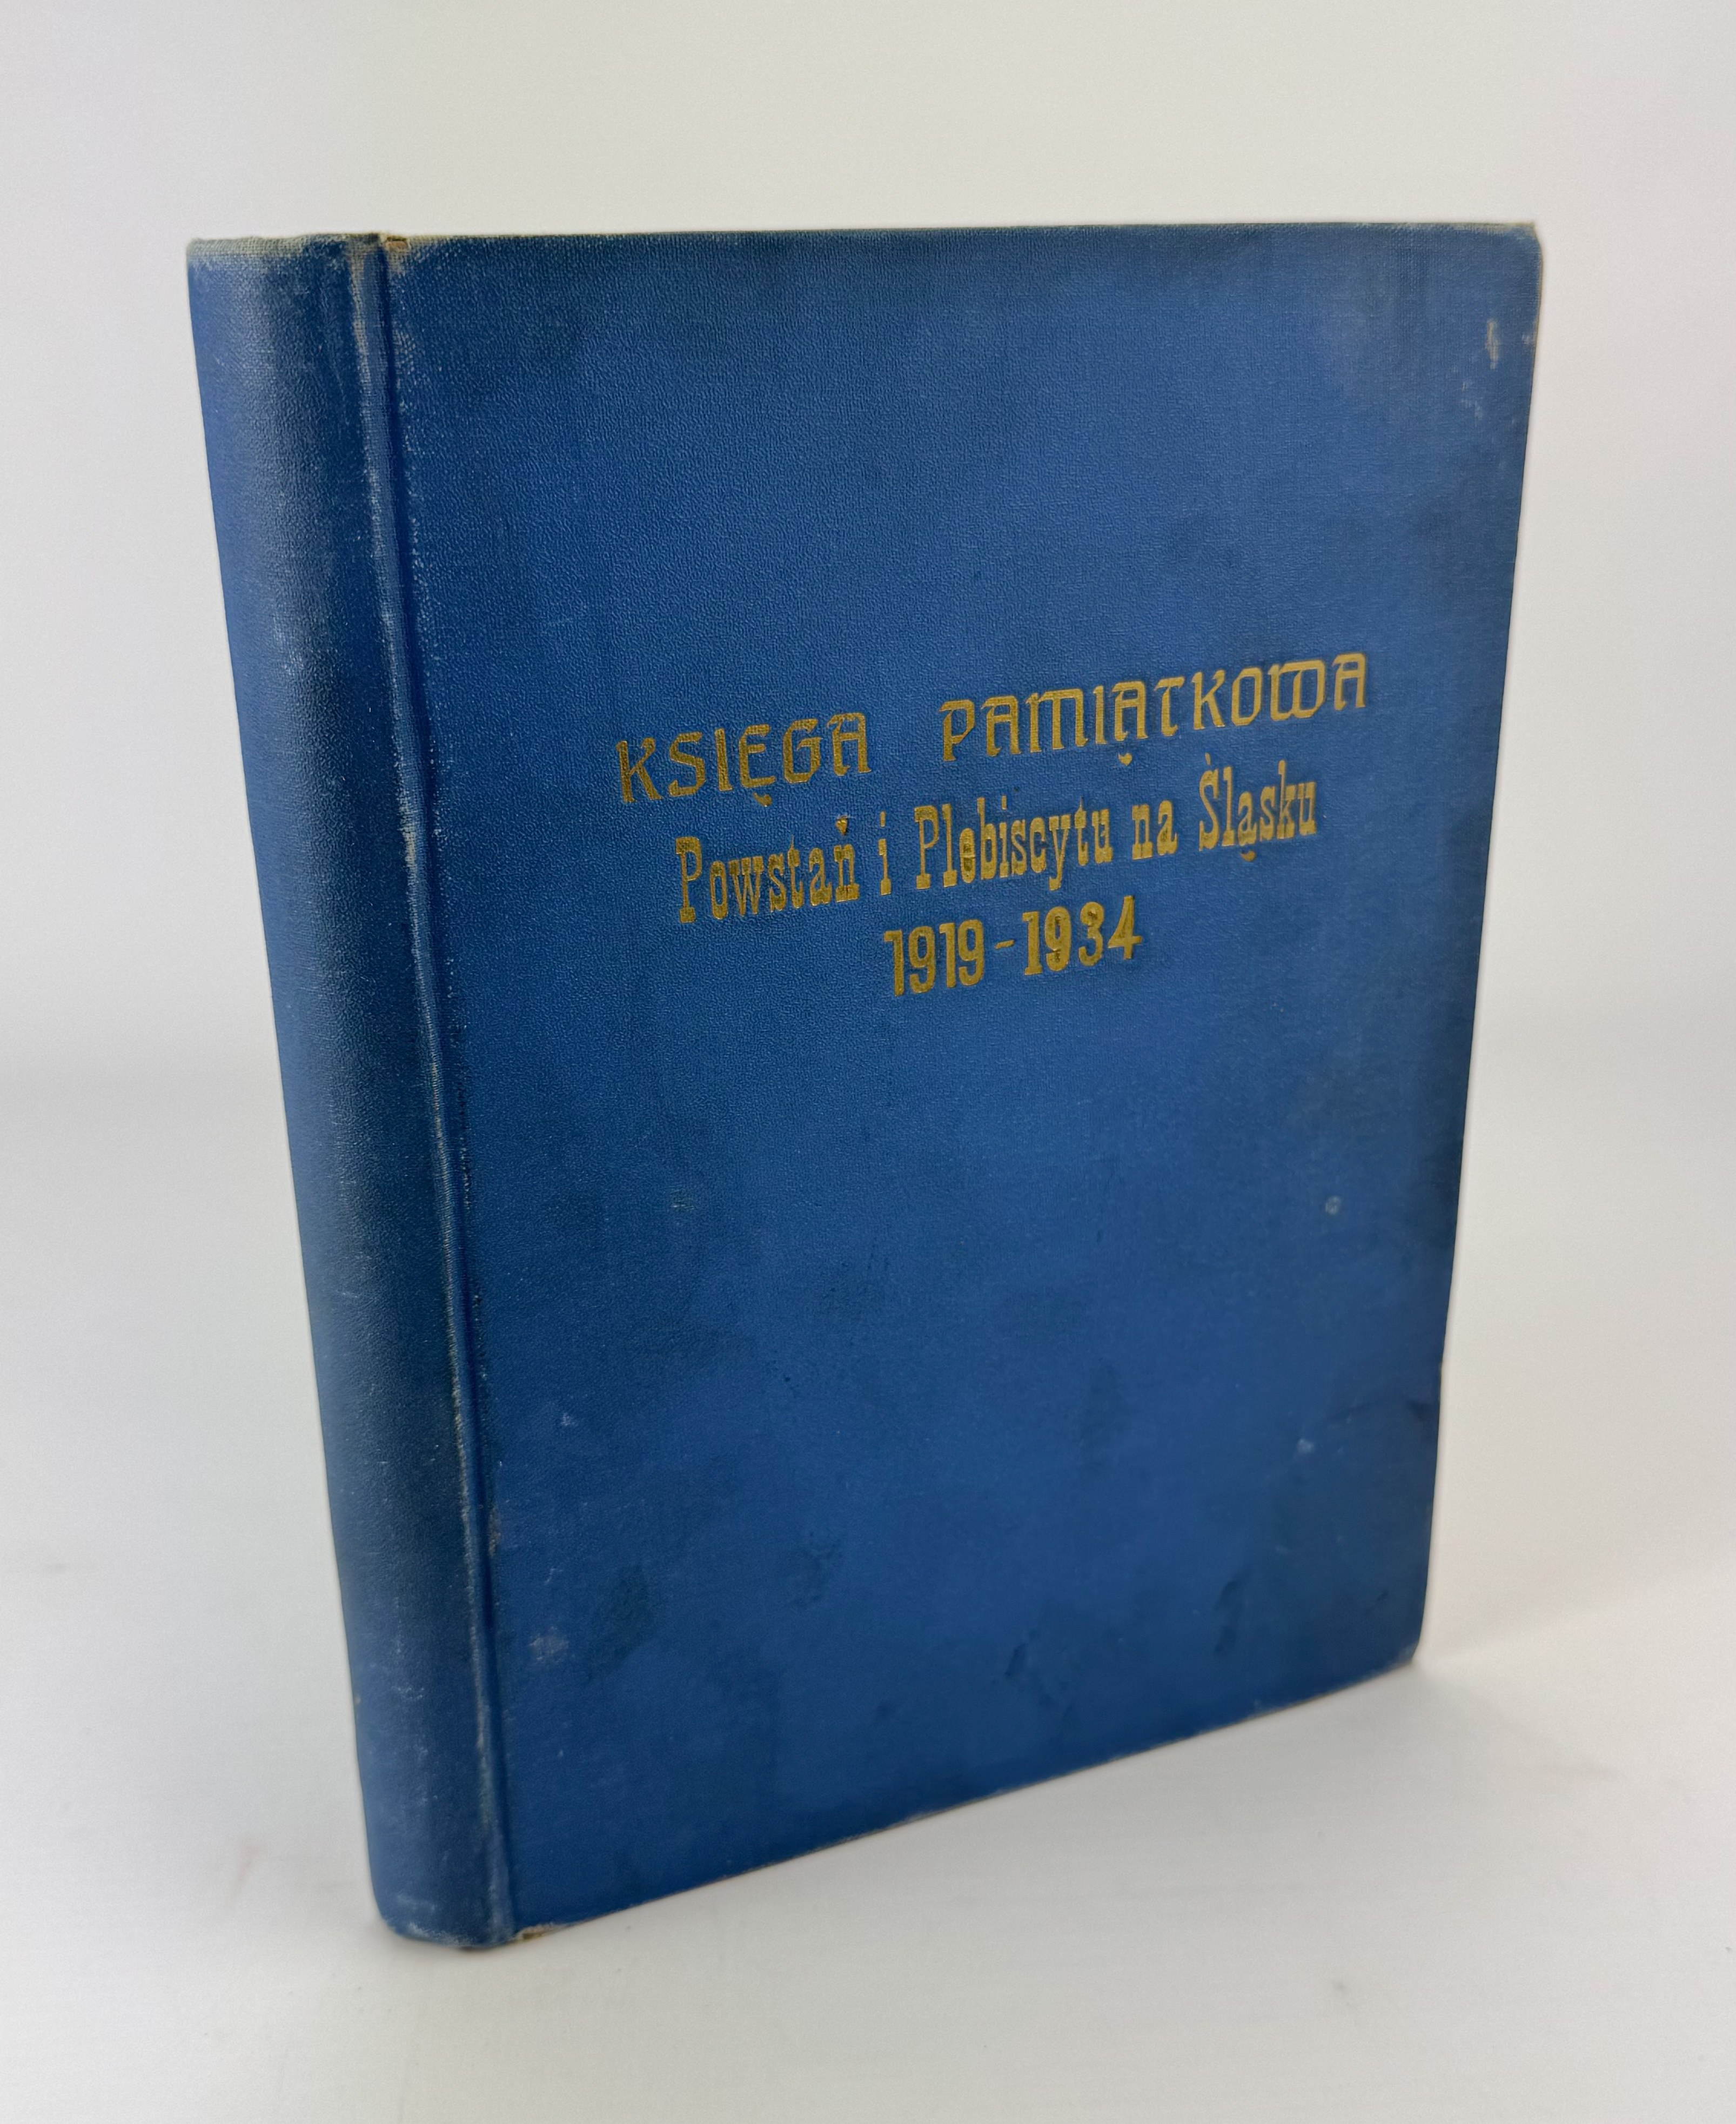 KSIĘGA PAMIĄTKOWA
Powstań i Plebiscytu na Śląsku
1919-1934